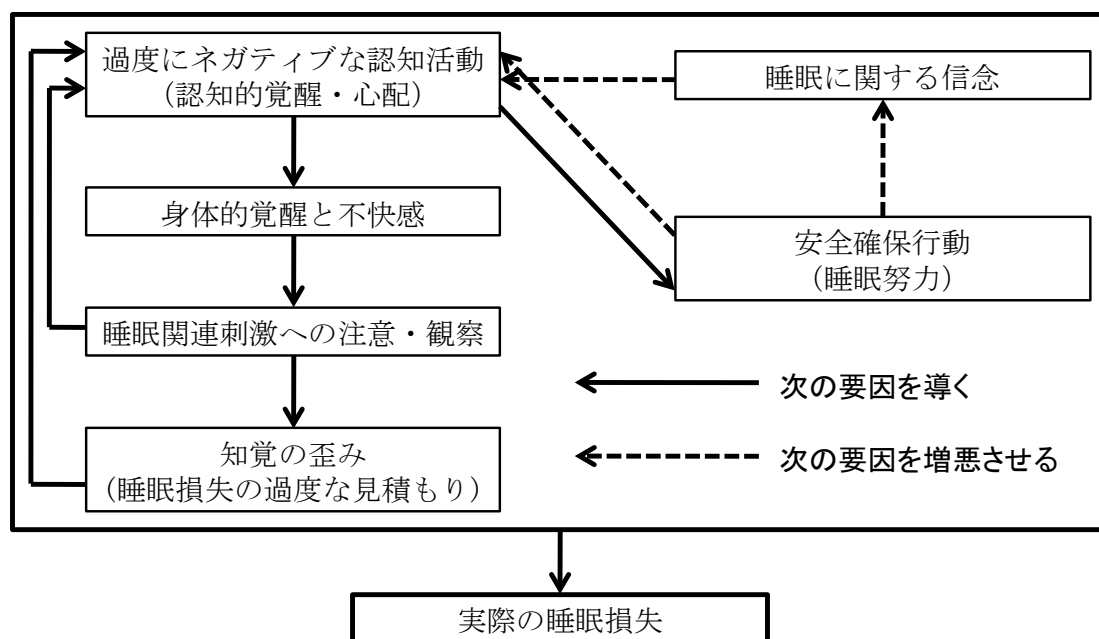 過度にネガティブな認知活動
（認知的覚醒・心配）
睡眠に関する信念
身体的覚醒と不快感
安全確保行動
（睡眠努力）
睡眠関連刺激への注意・観察
次の要因を導く
知覚の歪み
（睡眠損失の過度な見積もり）
次の要因を増悪させる
実際の睡眠損失